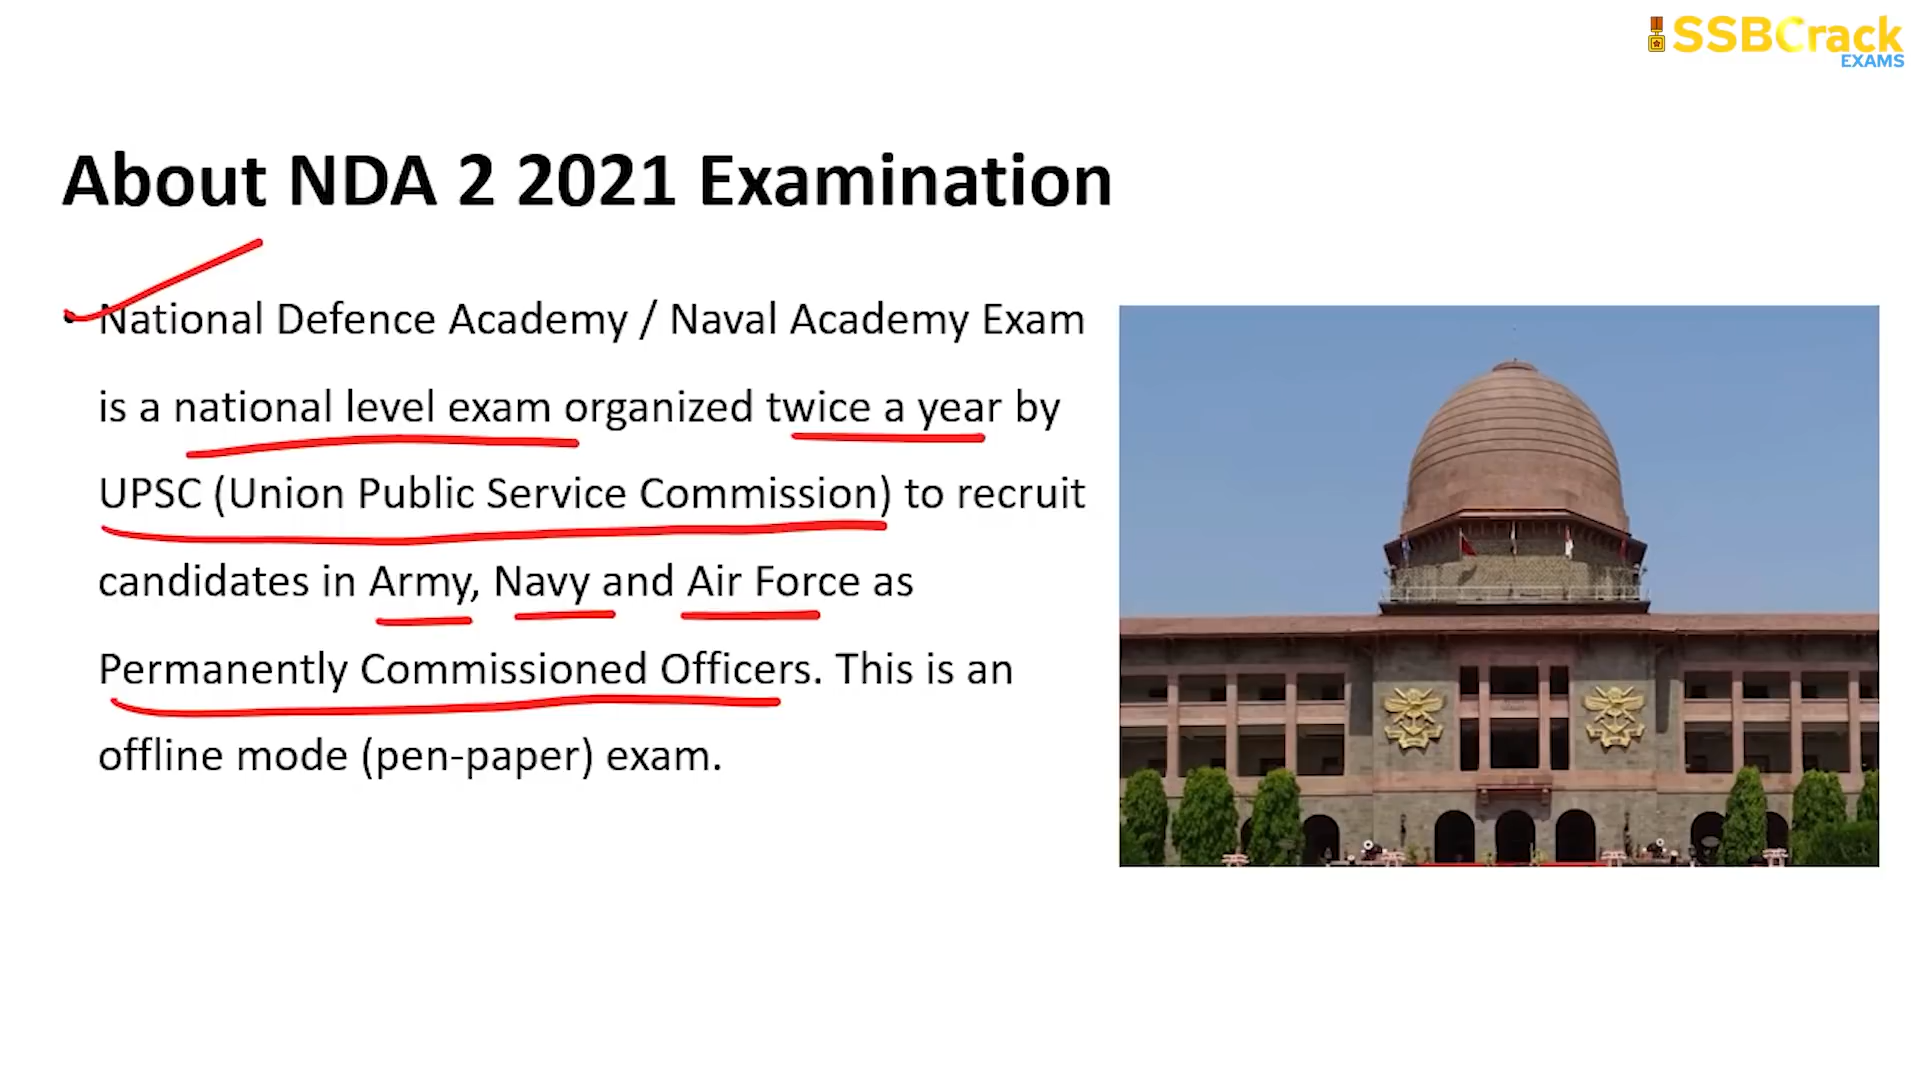 SSBCrack
EXAMS
About NDA 2 2021 Examination
• National Defence Academy / Naval Academy Exam
is a national level exam organized twice a year by
UPSC (Union Public Service Commission) to recruit
candidates in Army, Navy and Air Force as
Permanently Commissioned Officers. This is an
offline mode (pen-paper) exam.